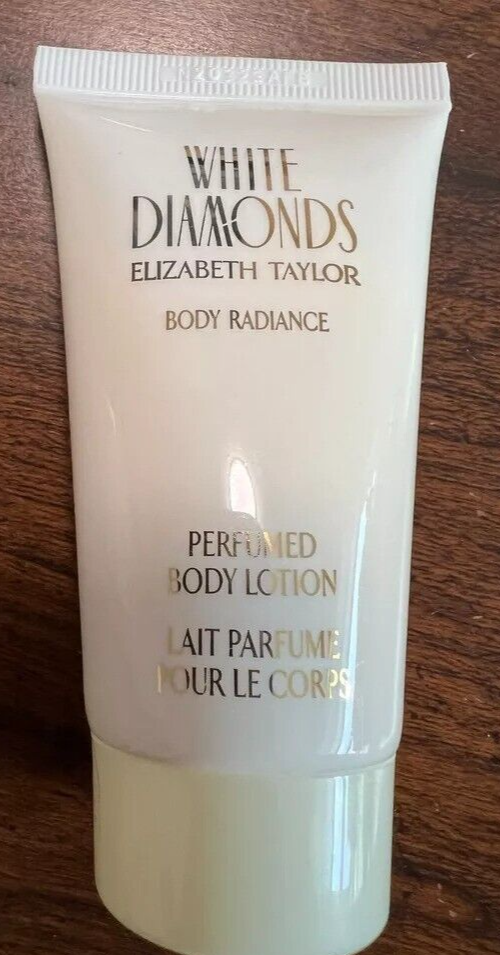 WHITE
DIAMONDS
ELIZABETH TAYLOR
BODY RADIANCE
PERFUMED
BODY LOTION
LAIT PARFUME
POUR LE CORPS